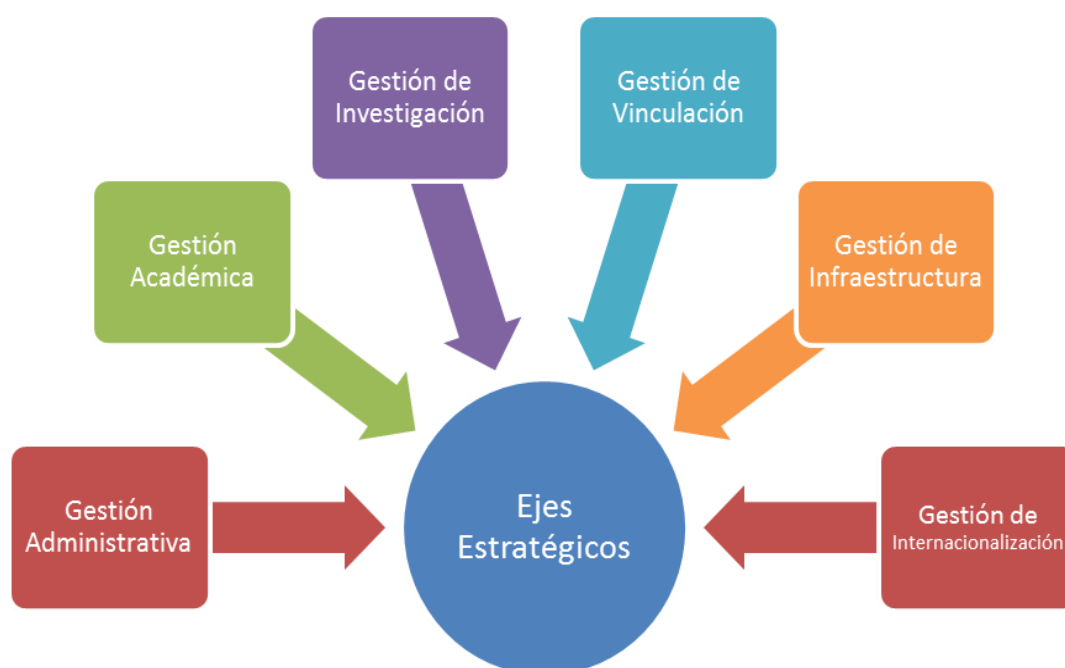 Gestión de
Investigación
Gestión de
Vinculación
Gestión
Académica
Gestión de
Infraestructura
Gestión
Administrativa
Ejes
Estratégicos
Gestión de
Internacionalización